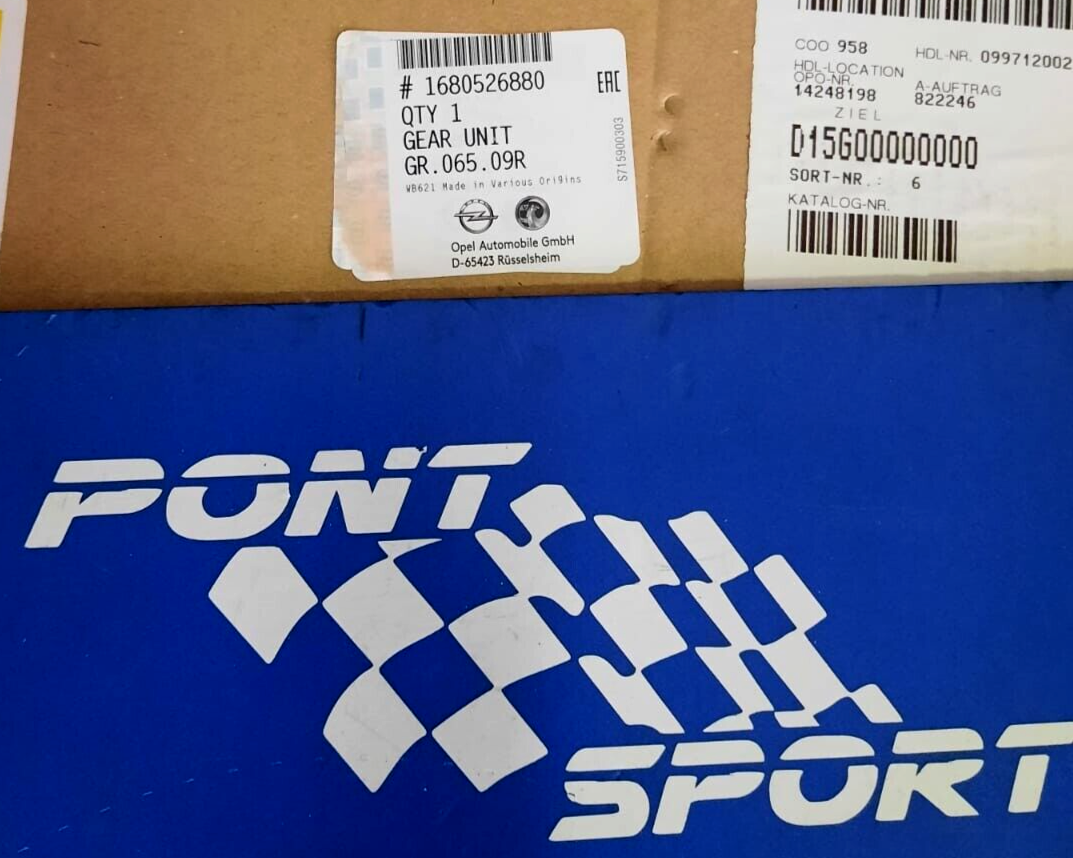 # 1680526880
EAC
QTY 1
GEAR UNIT
GR.065.09R
WB621 Made in Various Origins
S715900303
OPEL
Opel Automobile GmbH
D-65423 Rüsselsheim
COO 958
HDL-NR. 099712002
HDL-LOCATION
OPO-NR.
14248198
A-AUFTRAG
822246
ZIEL
D15G00000000
SORT-NR.: 6
KATALOG-NR.
PONT
SPORT